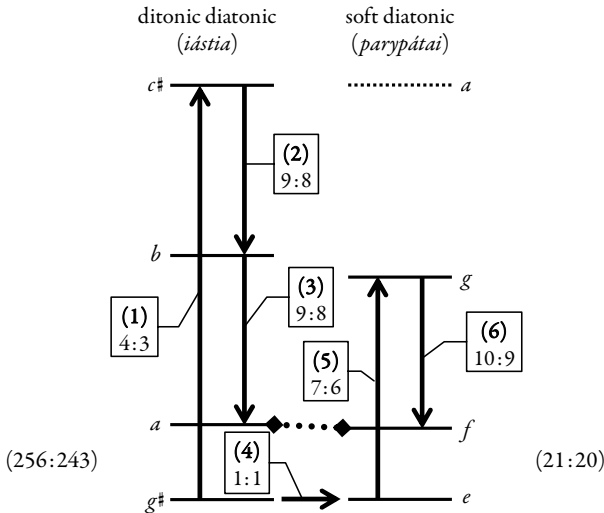 ditonic diatonic
(iástia)
soft diatonic
(parypátai)
c♯
a
(2)
9:8
b
g
(1)
4:3
(3)
9:8
(5)
7:6
(6)
10:9
a
f
(256:243)
(4)
1:1
(21:20)
g♯
e